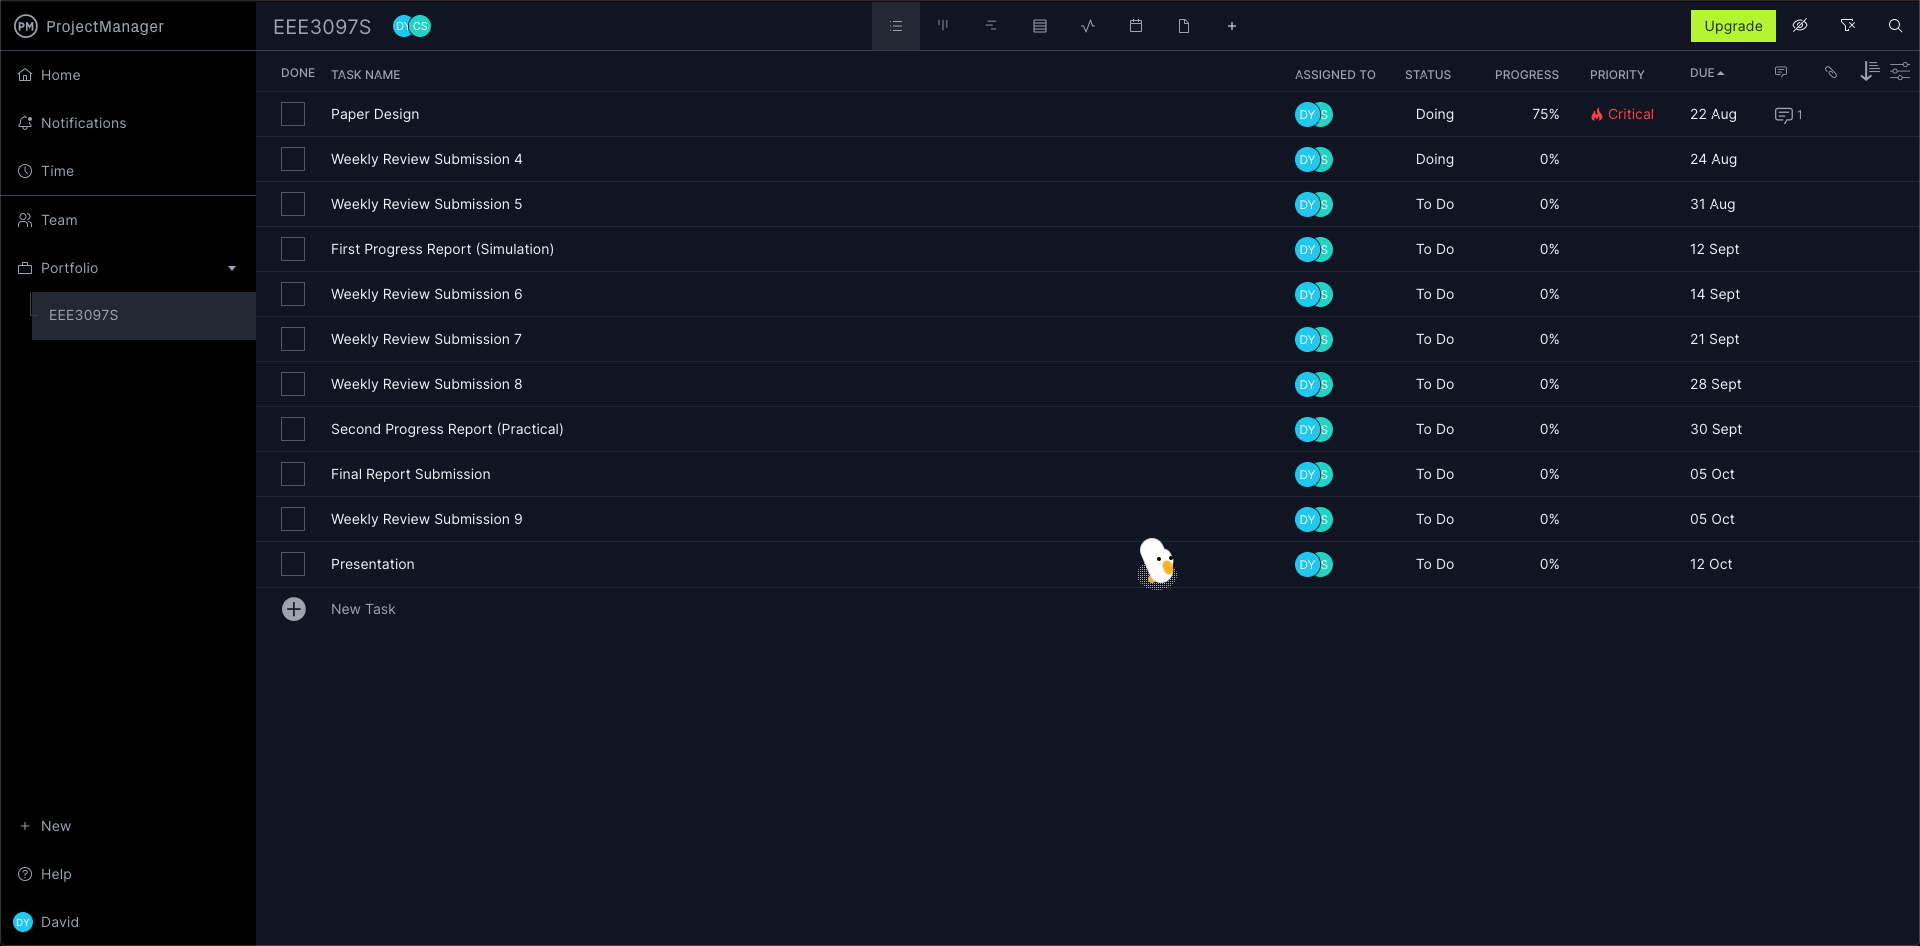 PM ProjectManager
EEE3097S DY CS
Upgrade
Home
Notifications
Time
Team
Portfolio
EEE3097S
New
Help
DY David
DONE TASK NAME ASSIGNED TO STATUS PROGRESS PRIORITY DUE
Paper Design DY S Doing 75% Critical 22 Aug 1
Weekly Review Submission 4 DY S Doing 0% 24 Aug
Weekly Review Submission 5 DY S To Do 0% 31 Aug
First Progress Report (Simulation) DY S To Do 0% 12 Sept
Weekly Review Submission 6 DY S To Do 0% 14 Sept
Weekly Review Submission 7 DY S To Do 0% 21 Sept
Weekly Review Submission 8 DY S To Do 0% 28 Sept
Second Progress Report (Practical) DY S To Do 0% 30 Sept
Final Report Submission DY S To Do 0% 05 Oct
Weekly Review Submission 9 DY S To Do 0% 05 Oct
Presentation DY S To Do 0% 12 Oct
New Task